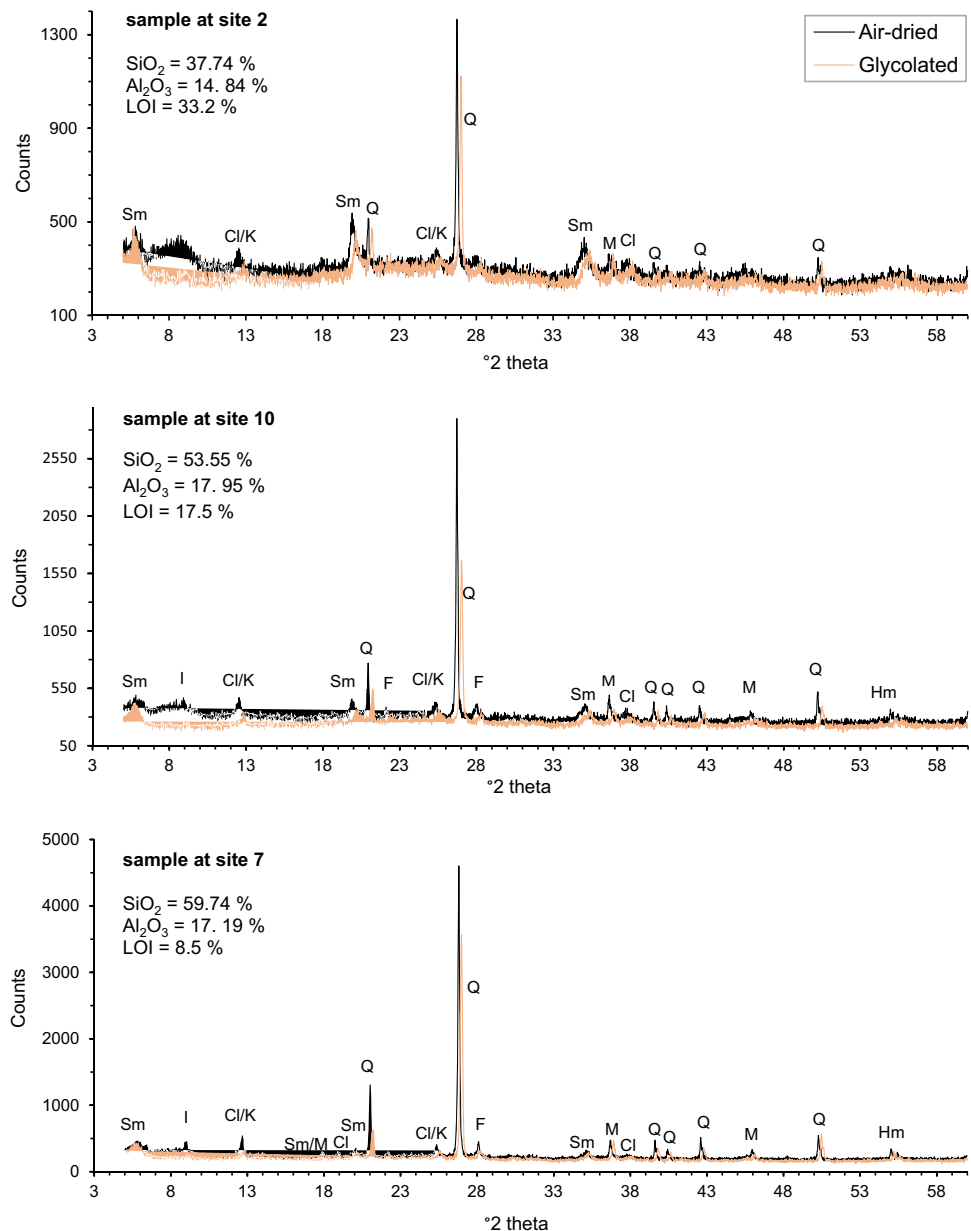 sample at site 2
SiO₂ = 37.74 %
Al₂O₃ = 14. 84 %
LOI = 33.2 %
Air-dried
Glycolated
Counts
1300
900
500
100
Sm
Cl/K
Sm
Q
Cl/K
Q
Sm
M
Cl
Q
Q
Q
3 8 13 18 23 28 33 38 43 48 53 58
°2 theta
sample at site 10
SiO₂ = 53.55 %
Al₂O₃ = 17. 95%
LOI = 17.5 %
Counts
2550
2050
1550
1050
550
50
Sm
I
Cl/K
Sm
Q
F
Cl/K
Q
F
Sm
M
Cl
Q
Q
Q
M
Q
Hm
3 8 13 18 23 28 33 38 43 48 53 58
°2 theta
sample at site 7
SiO₂ = 59.74 %
Al₂O₃ = 17. 19 %
LOI = 8.5 %
Counts
5000
4000
3000
2000
1000
0
Sm
I
Cl/K
Sm/M
Cl
Sm
Q
Cl/K
Q
F
Sm
M
Cl
Q
Q
Q
M
Q
Hm
3 8 13 18 23 28 33 38 43 48 53 58
°2 theta